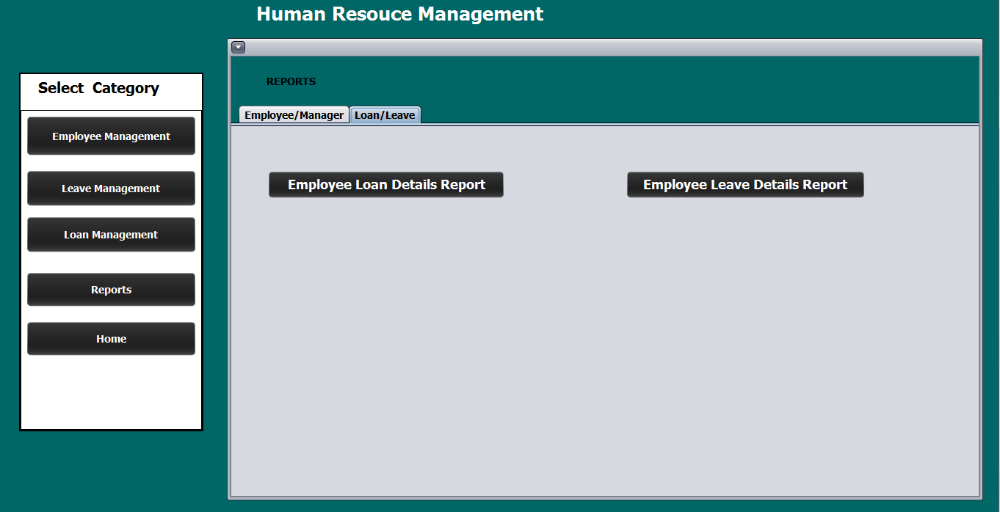 Human Resouce Management
Select Category
Employee Management
Leave Management
Loan Management
Reports
Home
REPORTS
Employee/Manager
Loan/Leave
Employee Loan Details Report
Employee Leave Details Report